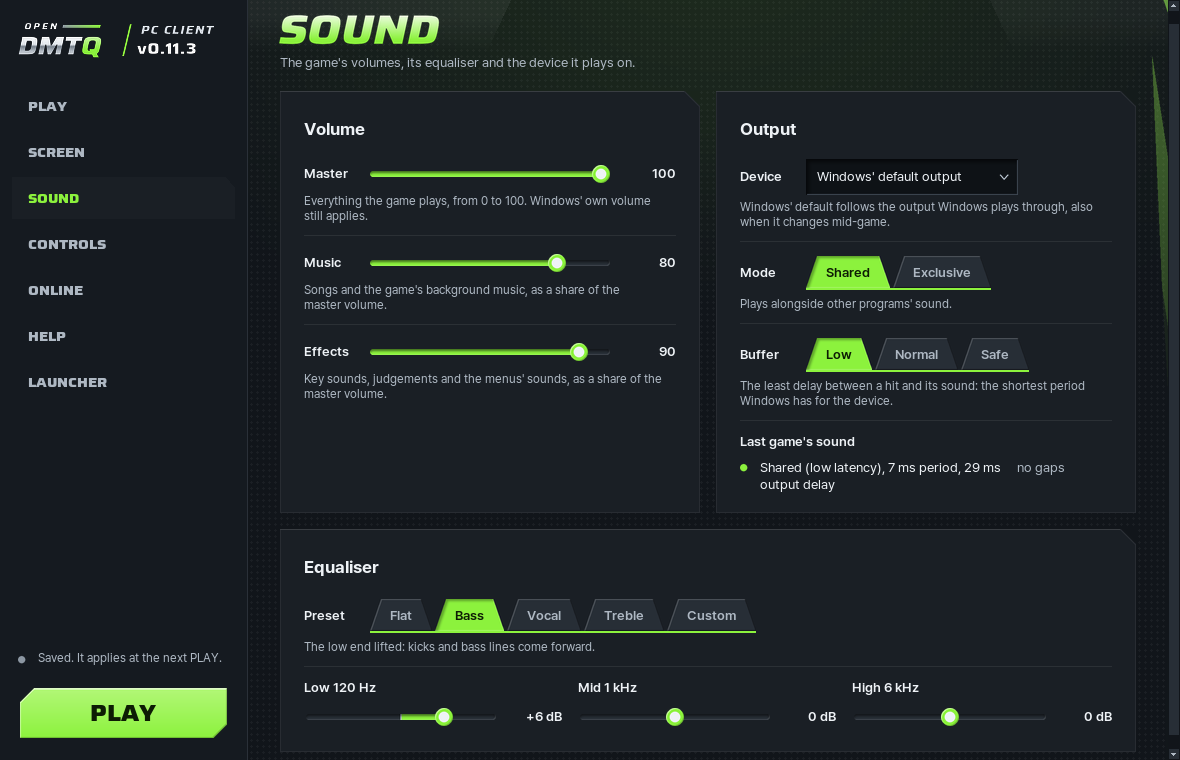 OPEN
DMTQ
PC CLIENT
v0.11.3
PLAY
SCREEN
SOUND
CONTROLS
ONLINE
HELP
LAUNCHER
Saved. It applies at the next PLAY.
PLAY
SOUND
The game's volumes, its equaliser and the device it plays on.
Volume
Master 100
Everything the game plays, from 0 to 100. Windows' own volume
still applies.
Music 80
Songs and the game's background music, as a share of the
master volume.
Effects 90
Key sounds, judgements and the menus' sounds, as a share of the
master volume.
Output
Device Windows' default output
Windows' default follows the output Windows plays through, also
when it changes mid-game.
Mode Shared Exclusive
Plays alongside other programs' sound.
Buffer Low Normal Safe
The least delay between a hit and its sound: the shortest period
Windows has for the device.
Last game's sound
Shared (low latency), 7 ms period, 29 ms no gaps
output delay
Equaliser
Preset Flat Bass Vocal Treble Custom
The low end lifted: kicks and bass lines come forward.
Low 120 Hz Mid 1 kHz High 6 kHz
+6 dB 0 dB 0 dB